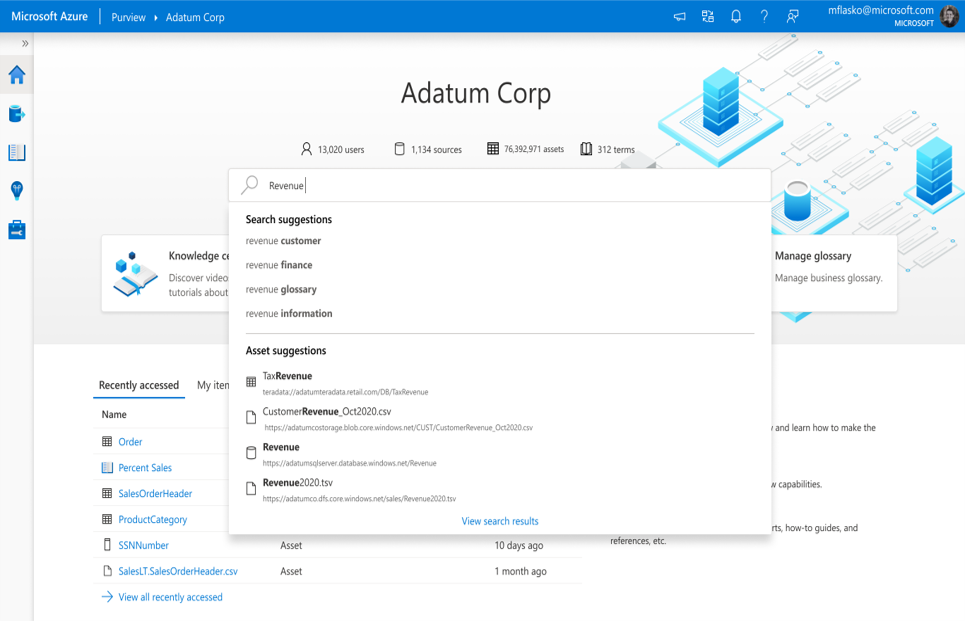 Microsoft Azure
Purview ▸ Adatum Corp
mflasko@microsoft.com
MICROSOFT
Adatum Corp
13,020 users
1,134 sources
76,392,971 assets
312 terms
Revenue
Search suggestions
revenue customer
revenue finance
revenue glossary
revenue information
Asset suggestions
TaxRevenue
teradata://adatumteradata.retail.com/DB/TaxRevenue
CustomerRevenue_Oct2020.csv
https://adatumcostorage.blob.core.windows.net/CUST/CustomerRevenue_Oct2020.csv
Revenue
https://adatumsqlserver.database.windows.net/Revenue
Revenue2020.tsv
https://adatumco.dfs.core.windows.net/sales/Revenue2020.tsv
View search results
Knowledge ce
Discover video
tutorials about
Manage glossary
Manage business glossary.
Recently accessed
My iten
Name
Order
Percent Sales
SalesOrderHeader
ProductCategory
SSNNumber Asset 10 days ago
SalesLT.SalesOrderHeader.csv Asset 1 month ago
View all recently accessed
and learn how to make the
capabilities.
how-to guides, and
references, etc.